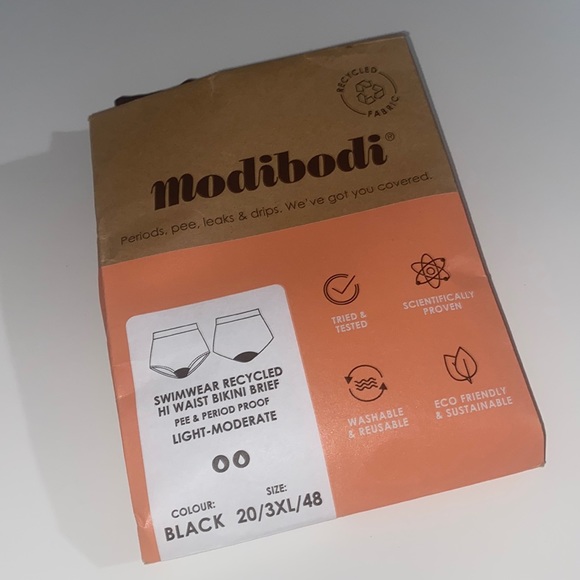 RECYCLED
FABRIC
modibodi®
Periods, pee, leaks & drips. We've got you covered.
TRIED &
TESTED
SCIENTIFICALLY
PROVEN
WASHABLE
& REUSABLE
ECO FRIENDLY
& SUSTAINABLE
SWIMWEAR RECYCLED
HI WAIST BIKINI BRIEF
PEE & PERIOD PROOF
LIGHT-MODERATE
COLOUR:
BLACK
SIZE:
20/3XL/48